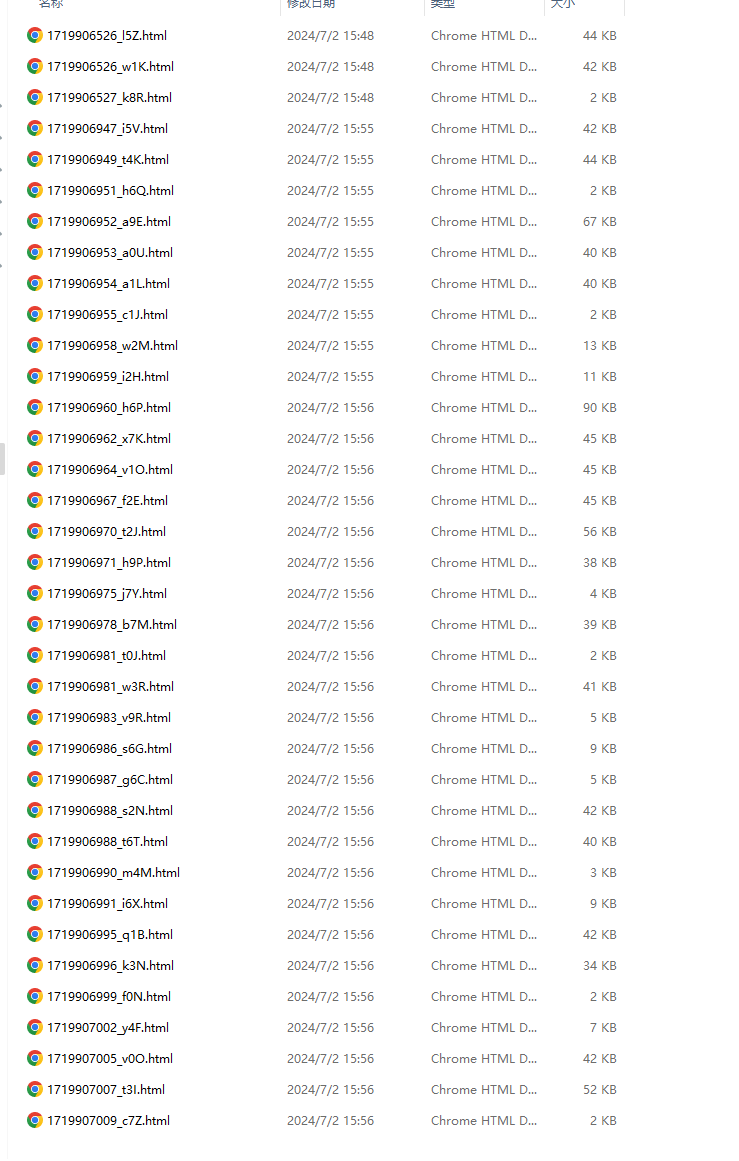 名称 修改日期 类型 大小
1719906526_l5Z.html 2024/7/2 15:48 Chrome HTML D... 44 KB
1719906526_w1K.html 2024/7/2 15:48 Chrome HTML D... 42 KB
1719906527_k8R.html 2024/7/2 15:48 Chrome HTML D... 2 KB
1719906947_i5V.html 2024/7/2 15:55 Chrome HTML D... 42 KB
1719906949_t4K.html 2024/7/2 15:55 Chrome HTML D... 44 KB
1719906951_h6Q.html 2024/7/2 15:55 Chrome HTML D... 2 KB
1719906952_a9E.html 2024/7/2 15:55 Chrome HTML D... 67 KB
1719906953_a0U.html 2024/7/2 15:55 Chrome HTML D... 40 KB
1719906954_a1L.html 2024/7/2 15:55 Chrome HTML D... 40 KB
1719906955_c1J.html 2024/7/2 15:55 Chrome HTML D... 2 KB
1719906958_w2M.html 2024/7/2 15:55 Chrome HTML D... 13 KB
1719906959_i2H.html 2024/7/2 15:55 Chrome HTML D... 11 KB
1719906960_h6P.html 2024/7/2 15:56 Chrome HTML D... 90 KB
1719906962_x7K.html 2024/7/2 15:56 Chrome HTML D... 45 KB
1719906964_v1O.html 2024/7/2 15:56 Chrome HTML D... 45 KB
1719906967_f2E.html 2024/7/2 15:56 Chrome HTML D... 45 KB
1719906970_t2J.html 2024/7/2 15:56 Chrome HTML D... 56 KB
1719906971_h9P.html 2024/7/2 15:56 Chrome HTML D... 38 KB
1719906975_j7Y.html 2024/7/2 15:56 Chrome HTML D... 4 KB
1719906978_b7M.html 2024/7/2 15:56 Chrome HTML D... 39 KB
1719906981_t0J.html 2024/7/2 15:56 Chrome HTML D... 2 KB
1719906981_w3R.html 2024/7/2 15:56 Chrome HTML D... 41 KB
1719906983_v9R.html 2024/7/2 15:56 Chrome HTML D... 5 KB
1719906986_s6G.html 2024/7/2 15:56 Chrome HTML D... 9 KB
1719906987_g6C.html 2024/7/2 15:56 Chrome HTML D... 5 KB
1719906988_s2N.html 2024/7/2 15:56 Chrome HTML D... 42 KB
1719906988_t6T.html 2024/7/2 15:56 Chrome HTML D... 40 KB
1719906990_m4M.html 2024/7/2 15:56 Chrome HTML D... 3 KB
1719906991_i6X.html 2024/7/2 15:56 Chrome HTML D... 9 KB
1719906995_q1B.html 2024/7/2 15:56 Chrome HTML D... 42 KB
1719906996_k3N.html 2024/7/2 15:56 Chrome HTML D... 34 KB
1719906999_f0N.html 2024/7/2 15:56 Chrome HTML D... 2 KB
1719907002_y4F.html 2024/7/2 15:56 Chrome HTML D... 7 KB
1719907005_v0O.html 2024/7/2 15:56 Chrome HTML D... 42 KB
1719907007_t3I.html 2024/7/2 15:56 Chrome HTML D... 52 KB
1719907009_c7Z.html 2024/7/2 15:56 Chrome HTML D... 2 KB